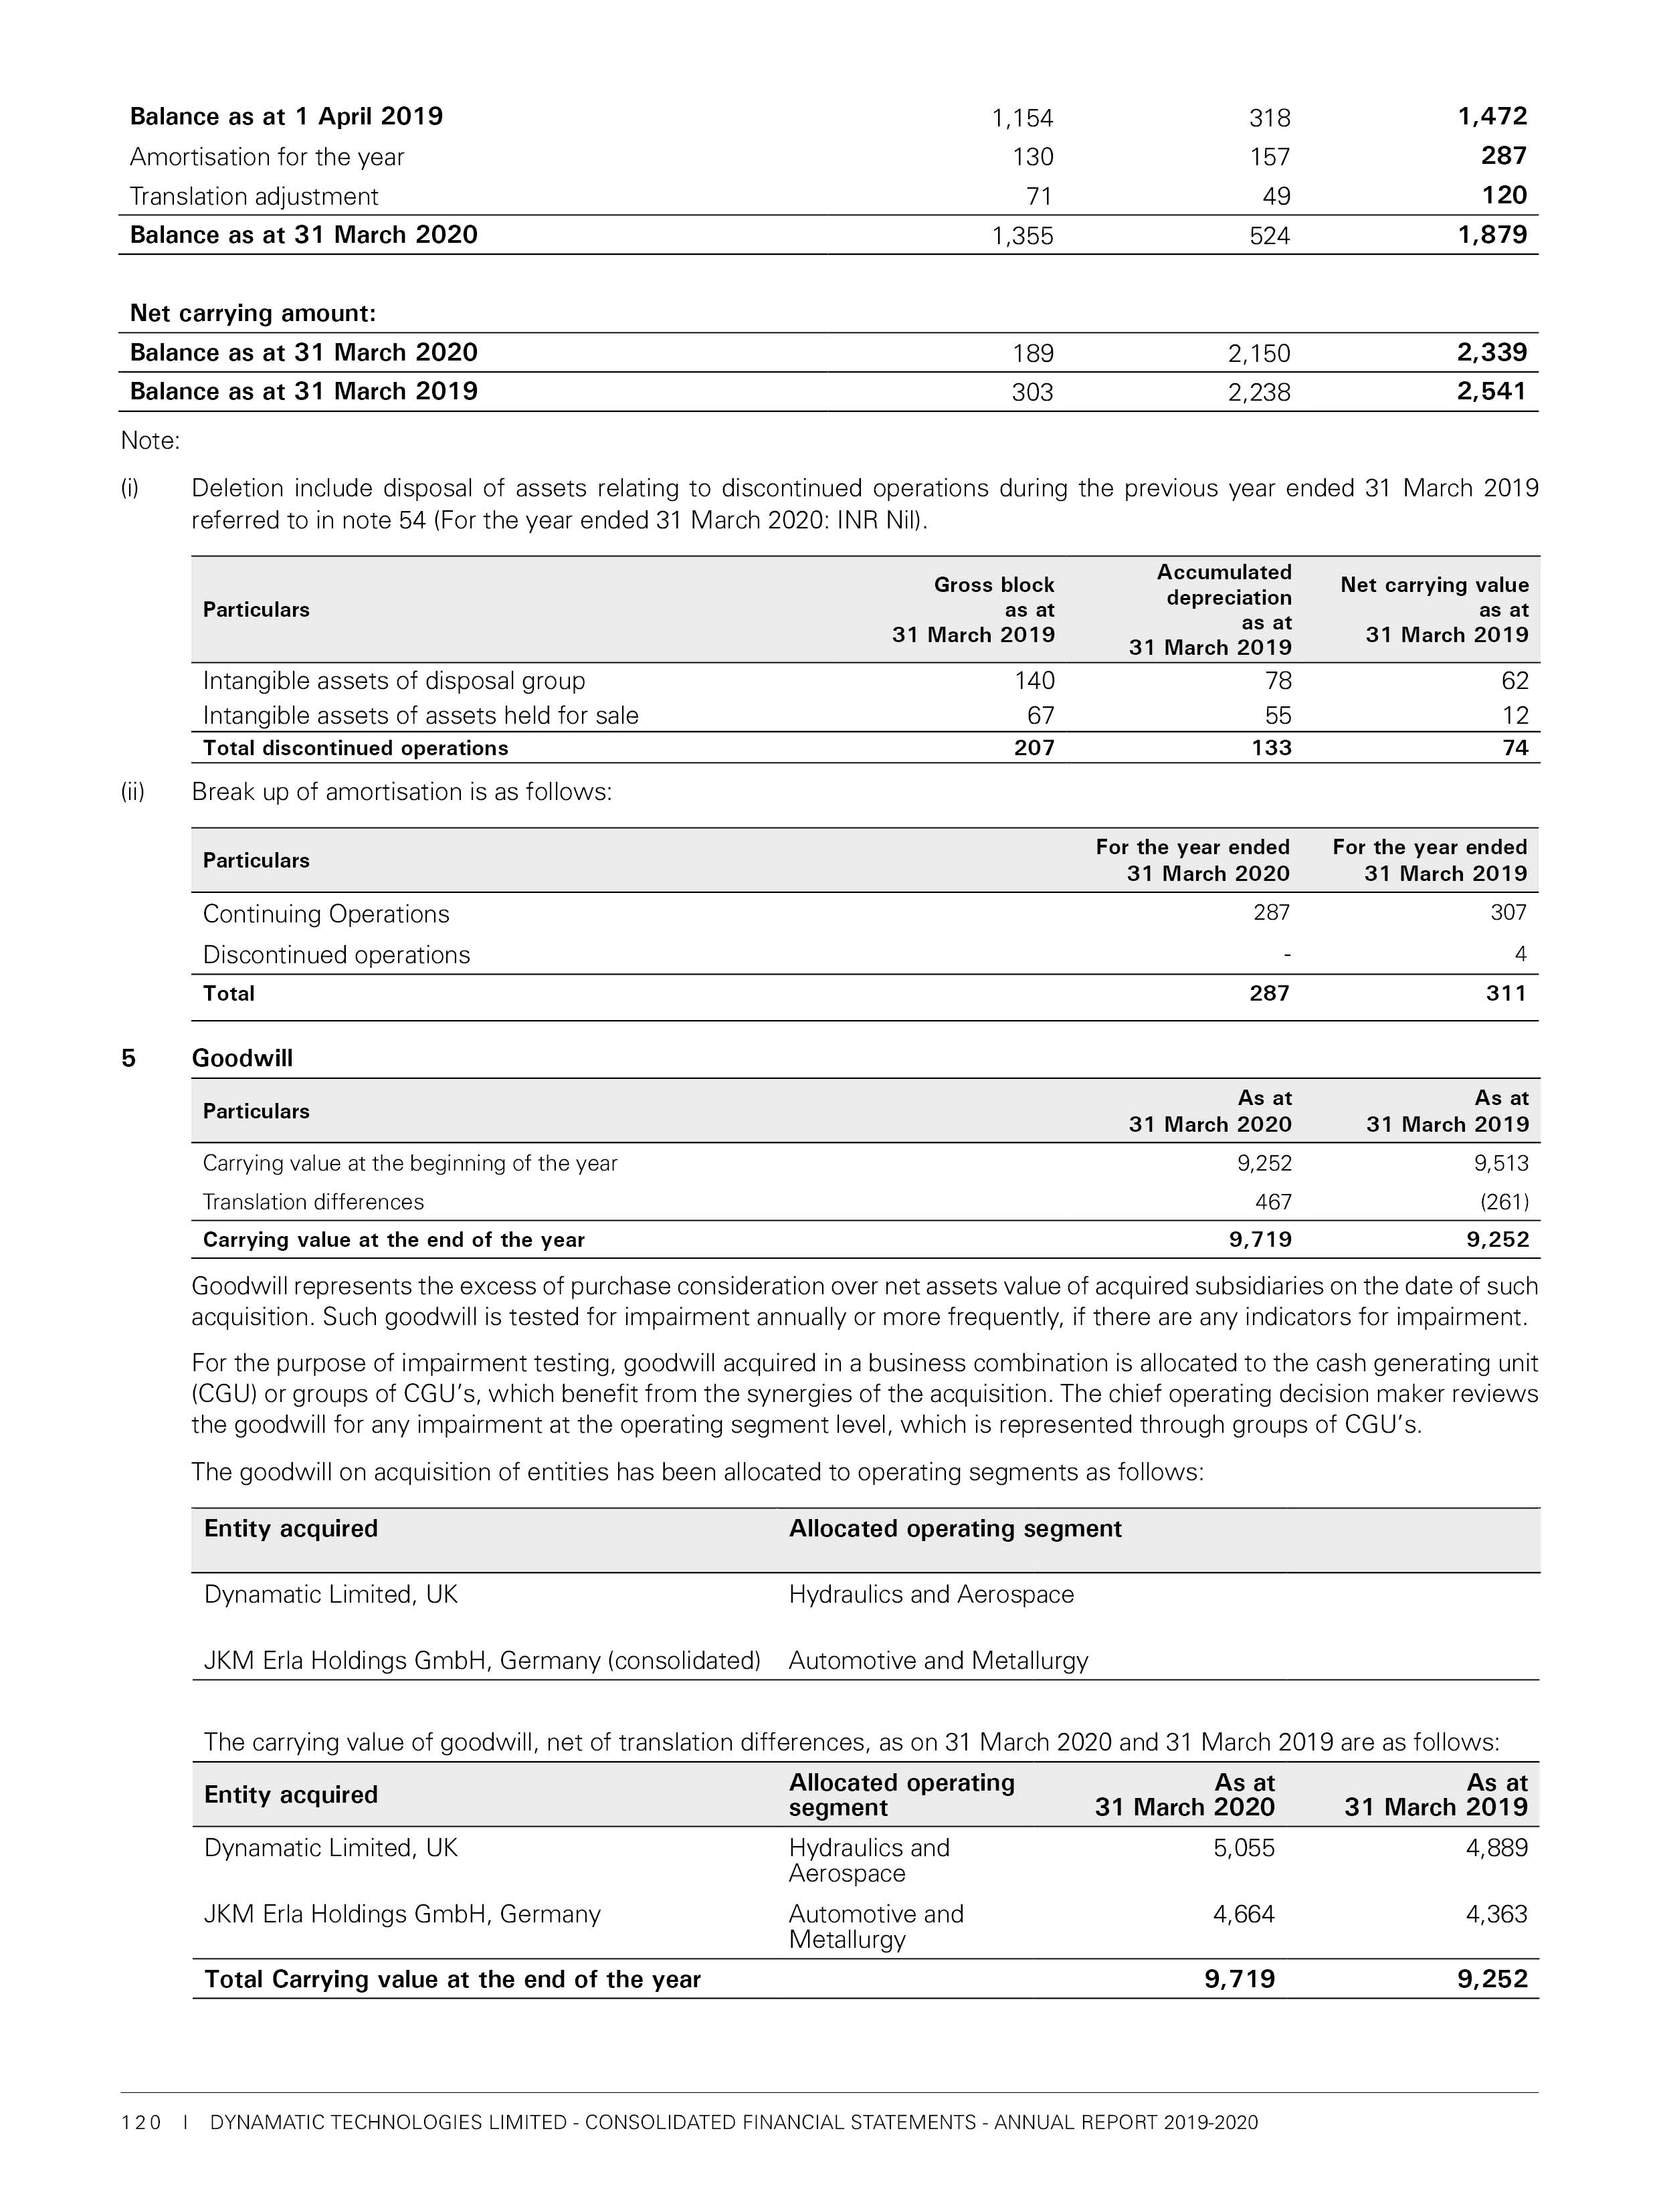 Balance as at 1 April 2019 1,154 318 1,472
Amortisation for the year 130 157 287
Translation adjustment 71 49 120
Balance as at 31 March 2020 1,355 524 1,879
Net carrying amount:
Balance as at 31 March 2020 189 2,150 2,339
Balance as at 31 March 2019 303 2,238 2,541
Note:
(i) Deletion include disposal of assets relating to discontinued operations during the previous year ended 31 March 2019
referred to in note 54 (For the year ended 31 March 2020: INR Nil).
Particulars Gross block as at 31 March 2019 Accumulated depreciation as at 31 March 2019 Net carrying value as at 31 March 2019
Intangible assets of disposal group 140 78 62
Intangible assets of assets held for sale 67 55 12
Total discontinued operations 207 133 74
(ii) Break up of amortisation is as follows:
Particulars For the year ended 31 March 2020 For the year ended 31 March 2019
Continuing Operations 287 307
Discontinued operations - 4
Total 287 311
5 Goodwill
Particulars As at 31 March 2020 As at 31 March 2019
Carrying value at the beginning of the year 9,252 9,513
Translation differences 467 (261)
Carrying value at the end of the year 9,719 9,252
Goodwill represents the excess of purchase consideration over net assets value of acquired subsidiaries on the date of such
acquisition. Such goodwill is tested for impairment annually or more frequently, if there are any indicators for impairment.
For the purpose of impairment testing, goodwill acquired in a business combination is allocated to the cash generating unit
(CGU) or groups of CGU's, which benefit from the synergies of the acquisition. The chief operating decision maker reviews
the goodwill for any impairment at the operating segment level, which is represented through groups of CGU's.
The goodwill on acquisition of entities has been allocated to operating segments as follows:
Entity acquired Allocated operating segment
Dynamatic Limited, UK Hydraulics and Aerospace
JKM Erla Holdings GmbH, Germany (consolidated) Automotive and Metallurgy
The carrying value of goodwill, net of translation differences, as on 31 March 2020 and 31 March 2019 are as follows:
Entity acquired Allocated operating segment As at 31 March 2020 As at 31 March 2019
Dynamatic Limited, UK Hydraulics and Aerospace 5,055 4,889
JKM Erla Holdings GmbH, Germany Automotive and Metallurgy 4,664 4,363
Total Carrying value at the end of the year 9,719 9,252
120 I DYNAMATIC TECHNOLOGIES LIMITED - CONSOLIDATED FINANCIAL STATEMENTS - ANNUAL REPORT 2019-2020